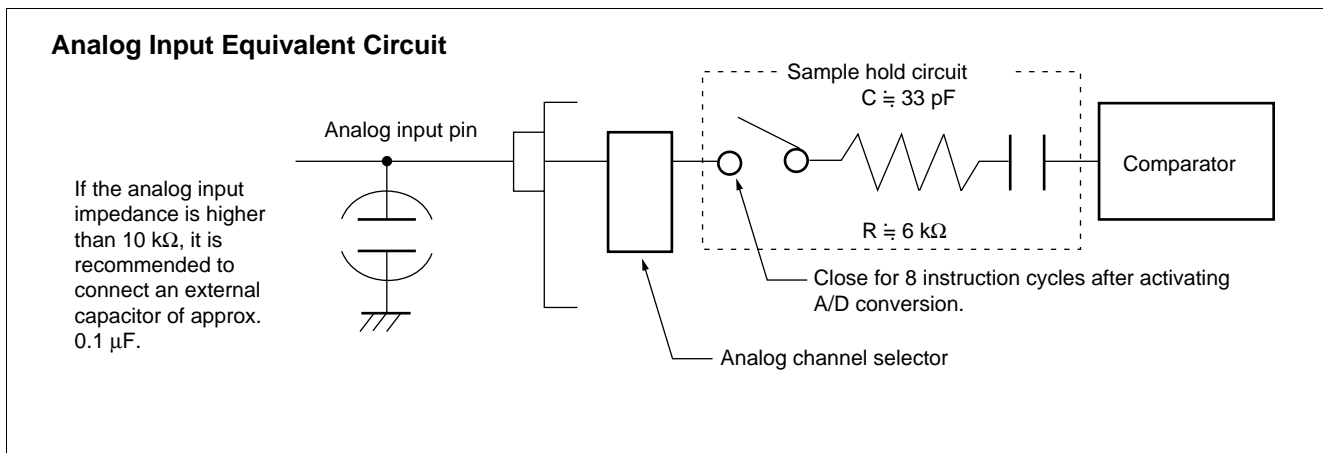 Analog Input Equivalent Circuit
Sample hold circuit
C ≒ 33 pF
Analog input pin
Comparator
If the analog input
impedance is higher
than 10 kΩ, it is
recommended to
connect an external
capacitor of approx.
0.1 μF.
R ≒ 6 kΩ
Close for 8 instruction cycles after activating
A/D conversion.
Analog channel selector